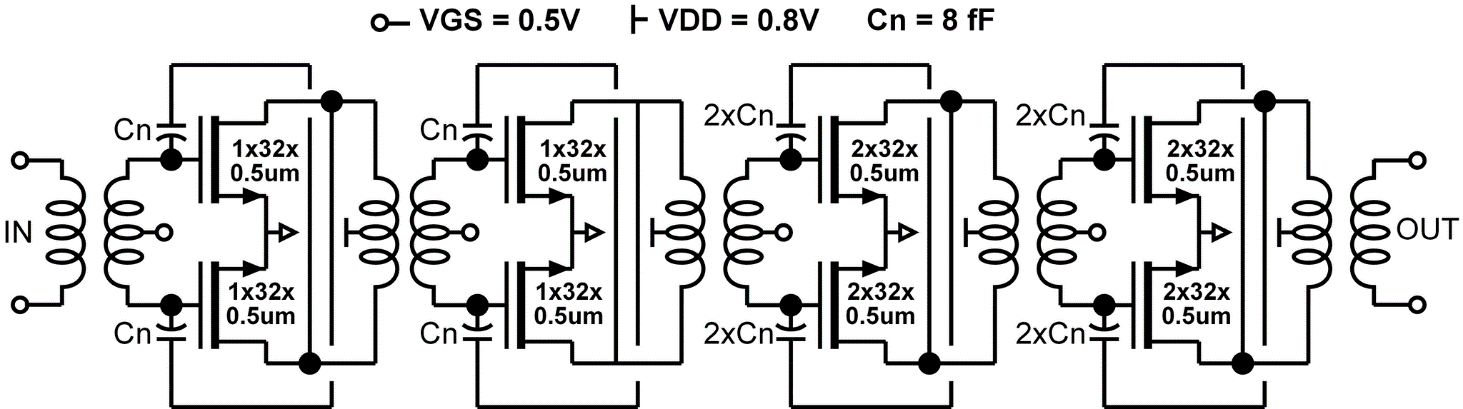 VGS = 0.5V VDD = 0.8V Cn = 8 fF
Cn Cn 2xCn 2xCn
1x32x 1x32x 2x32x 2x32x
0.5um 0.5um 0.5um 0.5um
IN OUT
1x32x 1x32x 2x32x 2x32x
0.5um 0.5um 0.5um 0.5um
Cn Cn 2xCn 2xCn